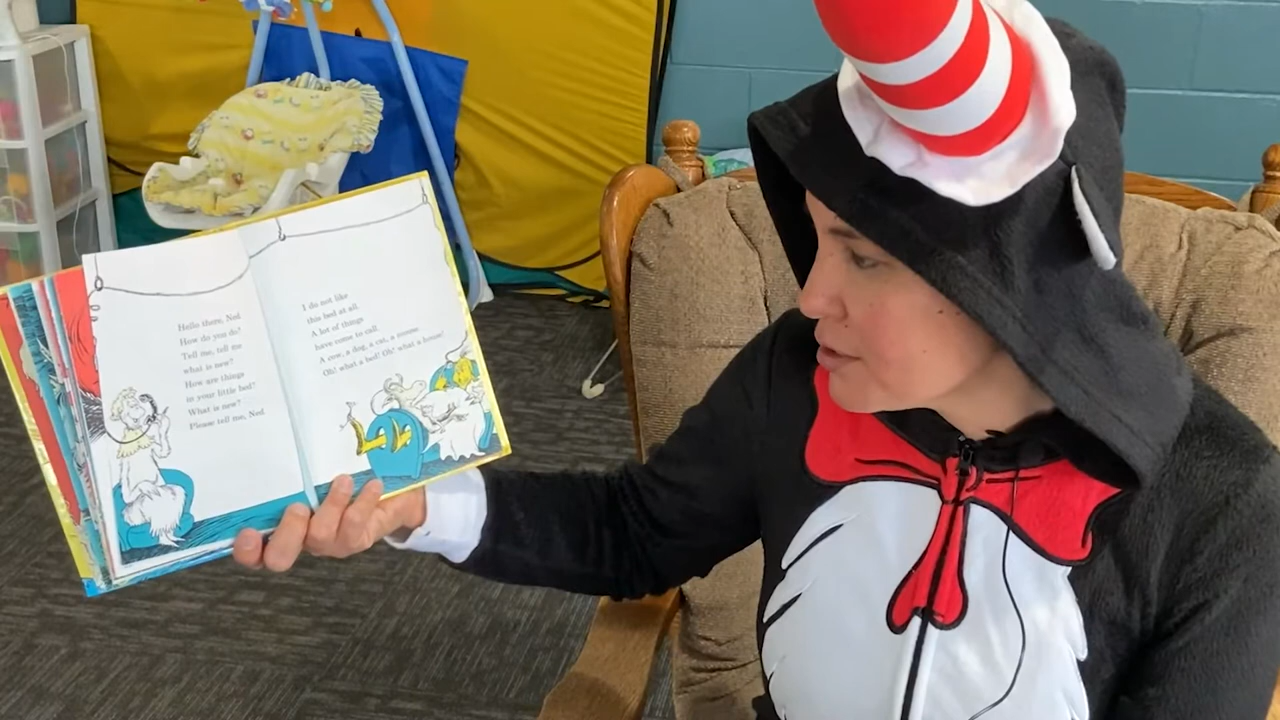 Hello there, Ned.
How do you do?
Tell me, tell me
what is new?
How are things
in your little bed?
What is new?
Please tell me, Ned.
I do not like
this bed at all.
A lot of things
have come to call.
A cow, a dog, a cat, a mouse.
Oh! what a bed! Oh! what a house!